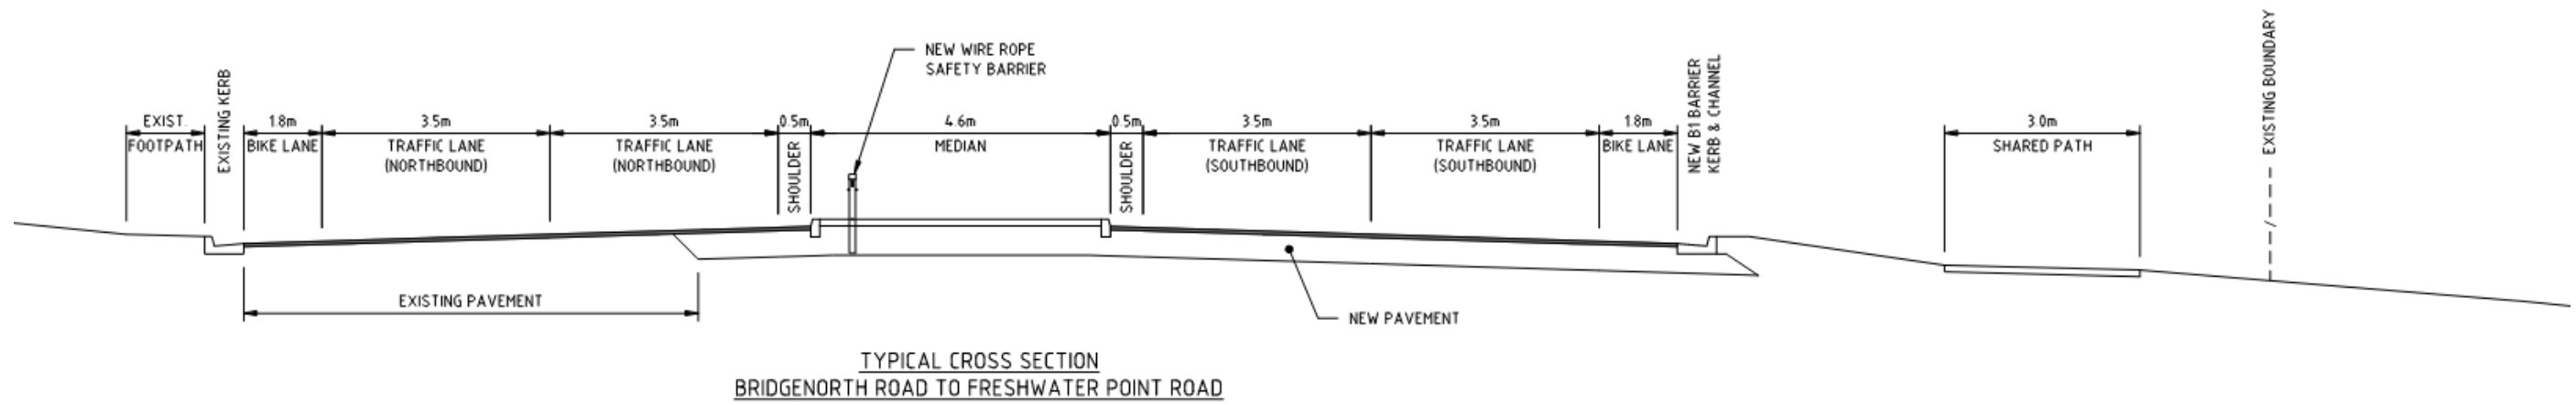 NEW WIRE ROPE
SAFETY BARRIER
EXIST.
FOOTPATH
EXISTING KERB
1.8m
BIKE LANE
3.5m
TRAFFIC LANE
(NORTHBOUND)
3.5m
TRAFFIC LANE
(NORTHBOUND)
0.5m
SHOULDER
4.6m
MEDIAN
0.5m
SHOULDER
3.5m
TRAFFIC LANE
(SOUTHBOUND)
3.5m
TRAFFIC LANE
(SOUTHBOUND)
1.8m
BIKE LANE
NEW B1 BARRIER
KERB & CHANNEL
3.0m
SHARED PATH
EXISTING BOUNDARY
EXISTING PAVEMENT
NEW PAVEMENT
TYPICAL CROSS SECTION
BRIDGENORTH ROAD TO FRESHWATER POINT ROAD